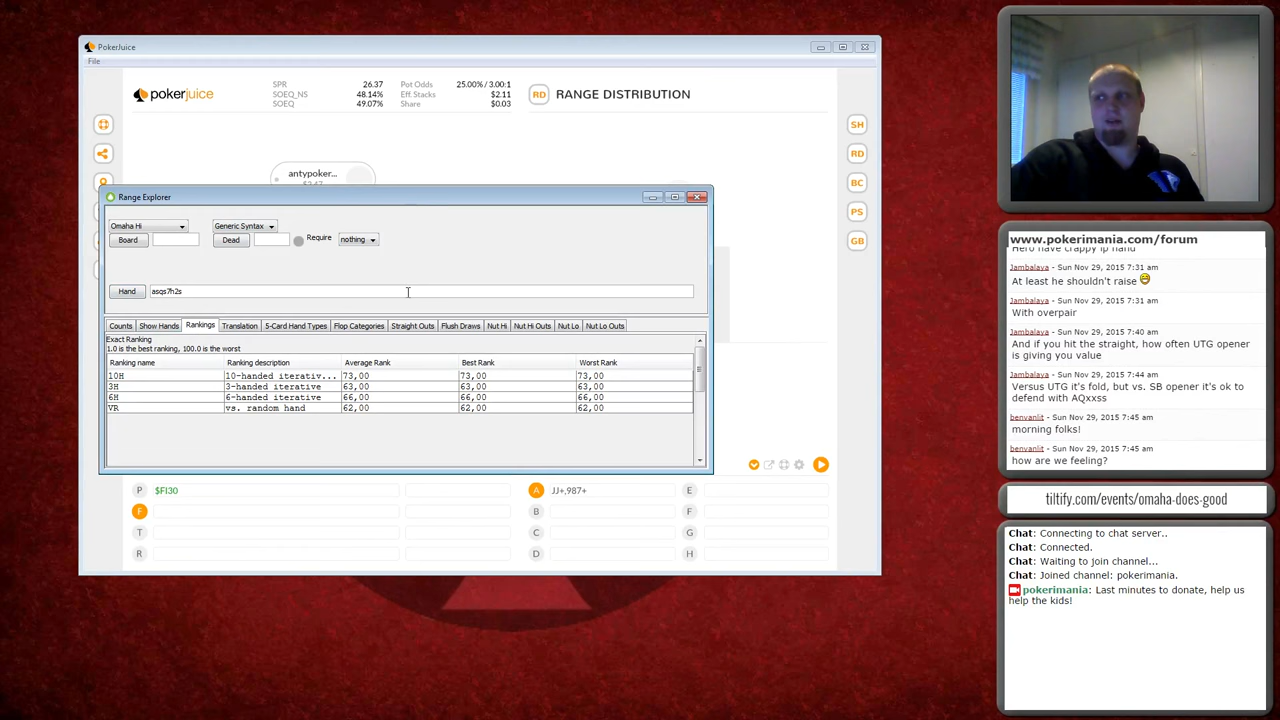 PokerJuice
File
pokerjuice
SPR 26.37
SOEQ_NS 48.14%
SOEQ 49.07%
Pot Odds 25.00% / 3.00:1
Eff. Stacks $2.11
Share $0.03
RD RANGE DISTRIBUTION
antypoker...
SH
RD
BC
PS
GB
Range Explorer
Omaha Hi
Generic Syntax
Board
Dead
Require
nothing
Hand
asqs7h2s
Counts Show Hands Rankings Translation 5-Card Hand Types Flop Categories Straight Outs Flush Draws Nut Hi Nut Hi Outs Nut Lo Nut Lo Outs
Exact Ranking
1.0 is the best ranking, 100.0 is the worst
Ranking name Ranking description Average Rank Best Rank Worst Rank
10H 10-handed iterativ... 73,00 73,00 73,00
3H 3-handed iterative 63,00 63,00 63,00
6H 6-handed iterative 66,00 66,00 66,00
VR vs. random hand 62,00 62,00 62,00
P $FI30 A JJ+,987+ E
F B F
T C G
R D H
www.pokerimania.com/forum
Hero have crappy ip hand
Jambalaya - Sun Nov 29, 2015 7:31 am
At least he shouldn't raise
Jambalaya - Sun Nov 29, 2015 7:31 am
With overpair
Jambalaya - Sun Nov 29, 2015 7:40 am
And if you hit the straight, how often UTG opener
is giving you value
Jambalaya - Sun Nov 29, 2015 7:44 am
Versus UTG it's fold, but vs. SB opener it's ok to
defend with AQxxss
benvanlit - Sun Nov 29, 2015 7:45 am
morning folks!
benvanlit - Sun Nov 29, 2015 7:45 am
how are we feeling?
tiltify.com/events/omaha-does-good
Chat: Connecting to chat server..
Chat: Connected.
Chat: Waiting to join channel...
Chat: Joined channel: pokerimania.
pokerimania: Last minutes to donate, help us
help the kids!